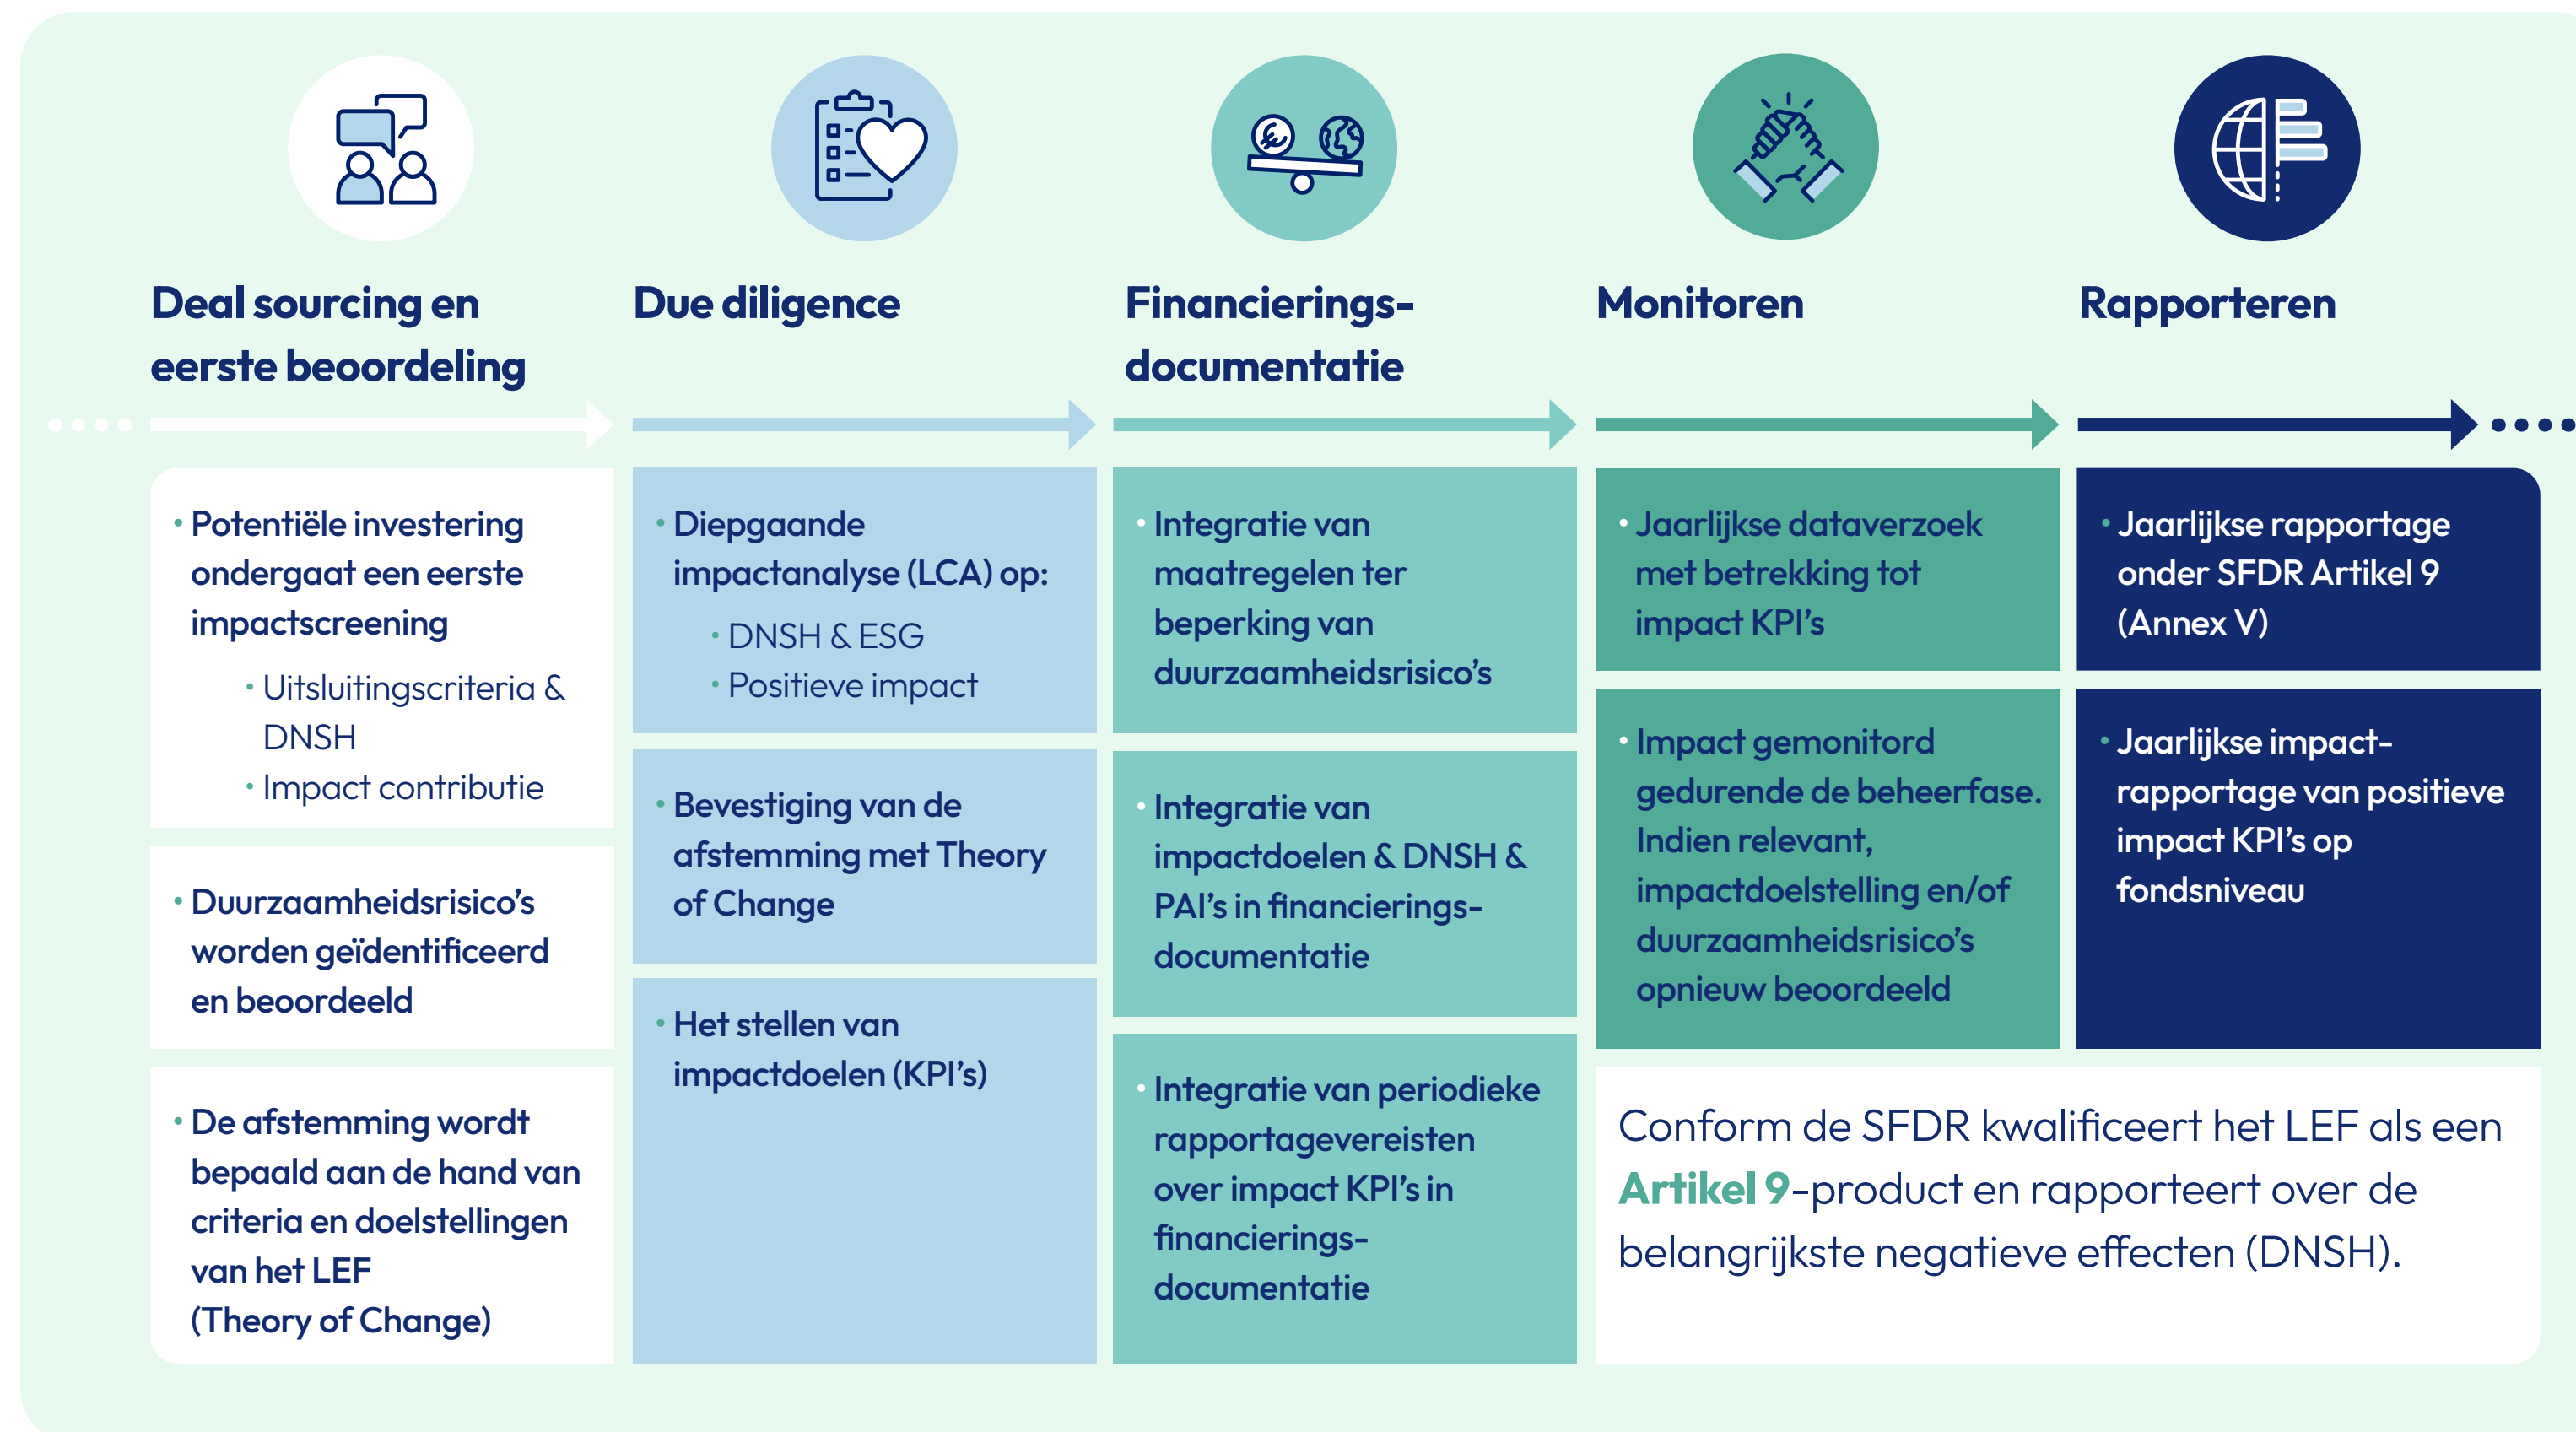 Deal sourcing en
eerste beoordeling
• Potentiële investering
ondergaat een eerste
impactscreening
• Uitsluitingscriteria &
DNSH
• Impact contributie
• Duurzaamheidsrisico’s
worden geïdentificeerd
en beoordeeld
• De afstemming wordt
bepaald aan de hand van
criteria en doelstellingen
van het LEF
(Theory of Change)
Due diligence
• Diepgaande
impactanalyse (LCA) op:
• DNSH & ESG
• Positieve impact
• Bevestiging van de
afstemming met Theory
of Change
• Het stellen van
impactdoelen (KPI’s)
Financierings-
documentatie
• Integratie van
maatregelen ter
beperking van
duurzaamheidsrisico’s
• Integratie van
impactdoelen & DNSH &
PAI’s in financierings-
documentatie
• Integratie van periodieke
rapportagevereisten
over impact KPI’s in
financierings-
documentatie
Monitoren
• Jaarlijkse dataverzoek
met betrekking tot
impact KPI’s
• Impact gemonitord
gedurende de beheerfase.
Indien relevant,
impactdoelstelling en/of
duurzaamheidsrisico’s
opnieuw beoordeeld
Rapporteren
• Jaarlijkse rapportage
onder SFDR Artikel 9
(Annex V)
• Jaarlijkse impact-
rapportage van positieve
impact KPI’s op
fondsniveau
Conform de SFDR kwalificeert het LEF als een
Artikel 9-product en rapporteert over de
belangrijkste negatieve effecten (DNSH).